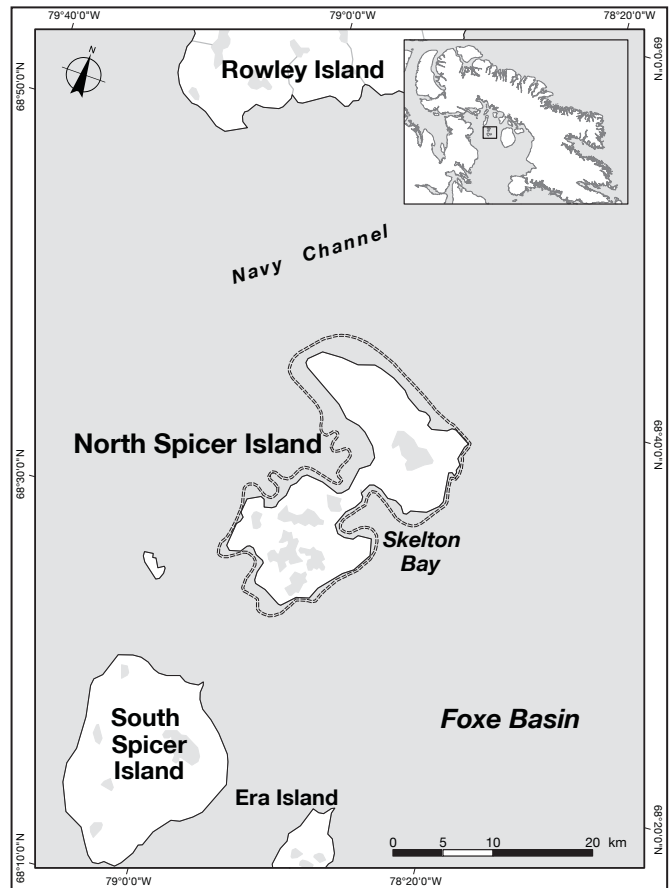 79°40'0"W
79°0'0"W
78°20'0"W
N
69°0'0"N
68°50'0"N
Rowley Island
Navy Channel
North Spicer Island
68°40'0"N
68°30'0"N
Skelton
Bay
South
Spicer
Island
Foxe Basin
Era Island
0 5 10 20 km
68°20'0"N
68°10'0"N
79°0'0"W
78°20'0"W